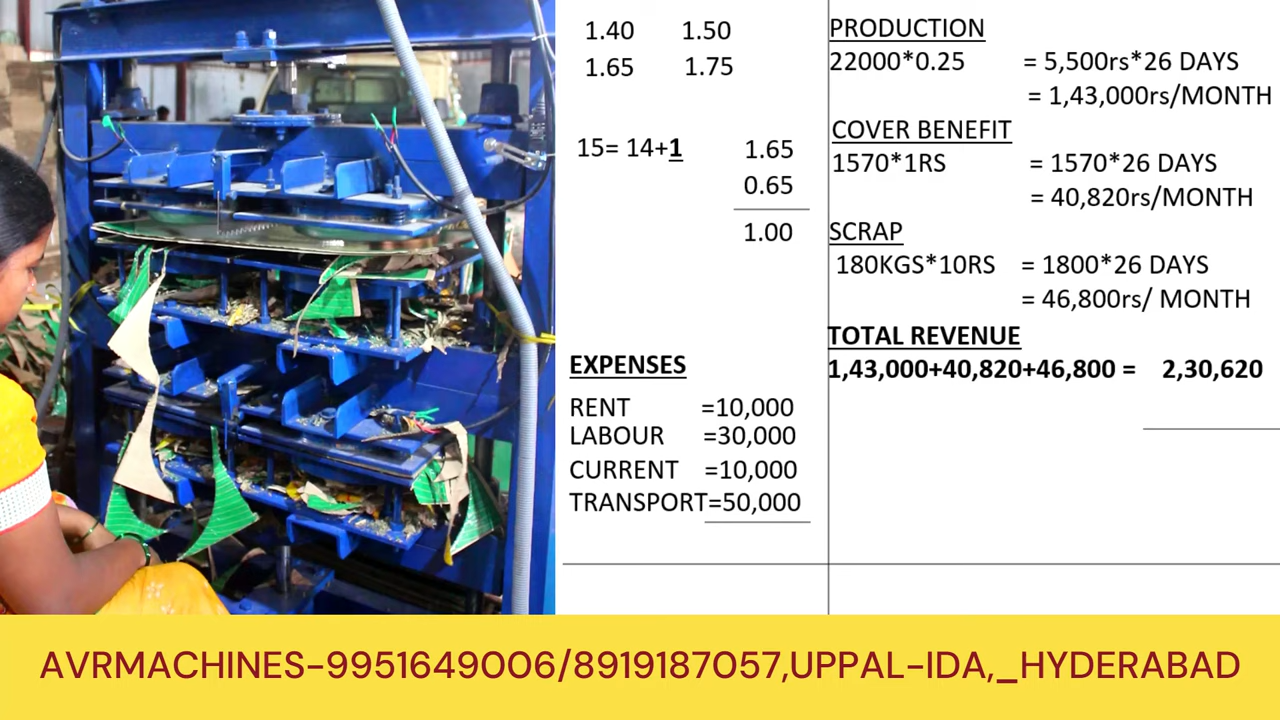 1.40 1.50
1.65 1.75
15= 14+1 1.65
0.65
1.00
EXPENSES
RENT =10,000
LABOUR =30,000
CURRENT =10,000
TRANSPORT=50,000
PRODUCTION
22000*0.25 = 5,500rs*26 DAYS
= 1,43,000rs/MONTH
COVER BENEFIT
1570*1RS = 1570*26 DAYS
= 40,820rs/MONTH
SCRAP
180KGS*10RS = 1800*26 DAYS
= 46,800rs/ MONTH
TOTAL REVENUE
1,43,000+40,820+46,800 = 2,30,620
AVRMACHINES-9951649006/8919187057,UPPAL-IDA,_HYDERABAD